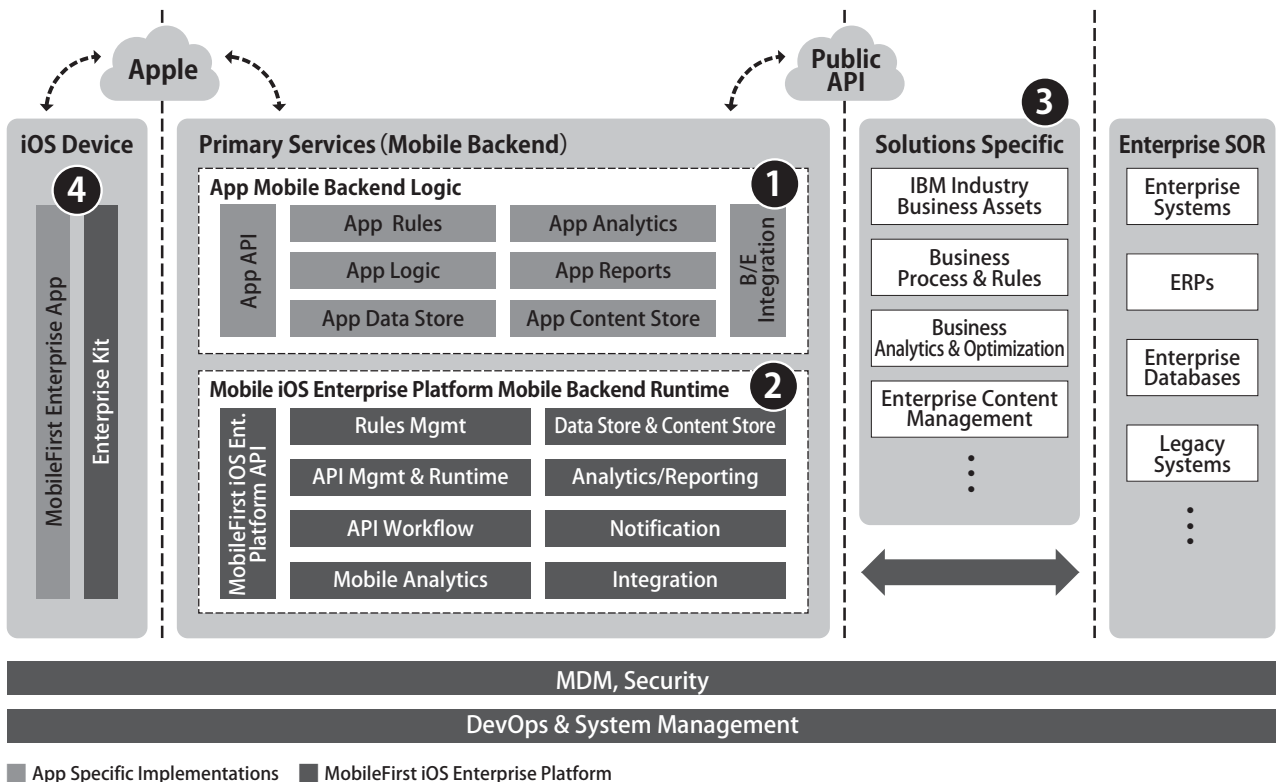 Apple
Public
API
iOS Device
4
MobileFirst Enterprise App
Enterprise Kit
Primary Services (Mobile Backend)
App Mobile Backend Logic
1
App API
App Rules
App Analytics
App Logic
App Reports
App Data Store
App Content Store
B/E
Integration
Mobile iOS Enterprise Platform Mobile Backend Runtime
2
MobileFirst iOS Ent.
Platform API
Rules Mgmt
Data Store & Content Store
API Mgmt & Runtime
Analytics/Reporting
API Workflow
Notification
Mobile Analytics
Integration
3
Solutions Specific
IBM Industry
Business Assets
Business
Process & Rules
Business
Analytics & Optimization
Enterprise Content
Management
Enterprise SOR
Enterprise
Systems
ERPs
Enterprise
Databases
Legacy
Systems
MDM, Security
DevOps & System Management
App Specific Implementations
MobileFirst iOS Enterprise Platform